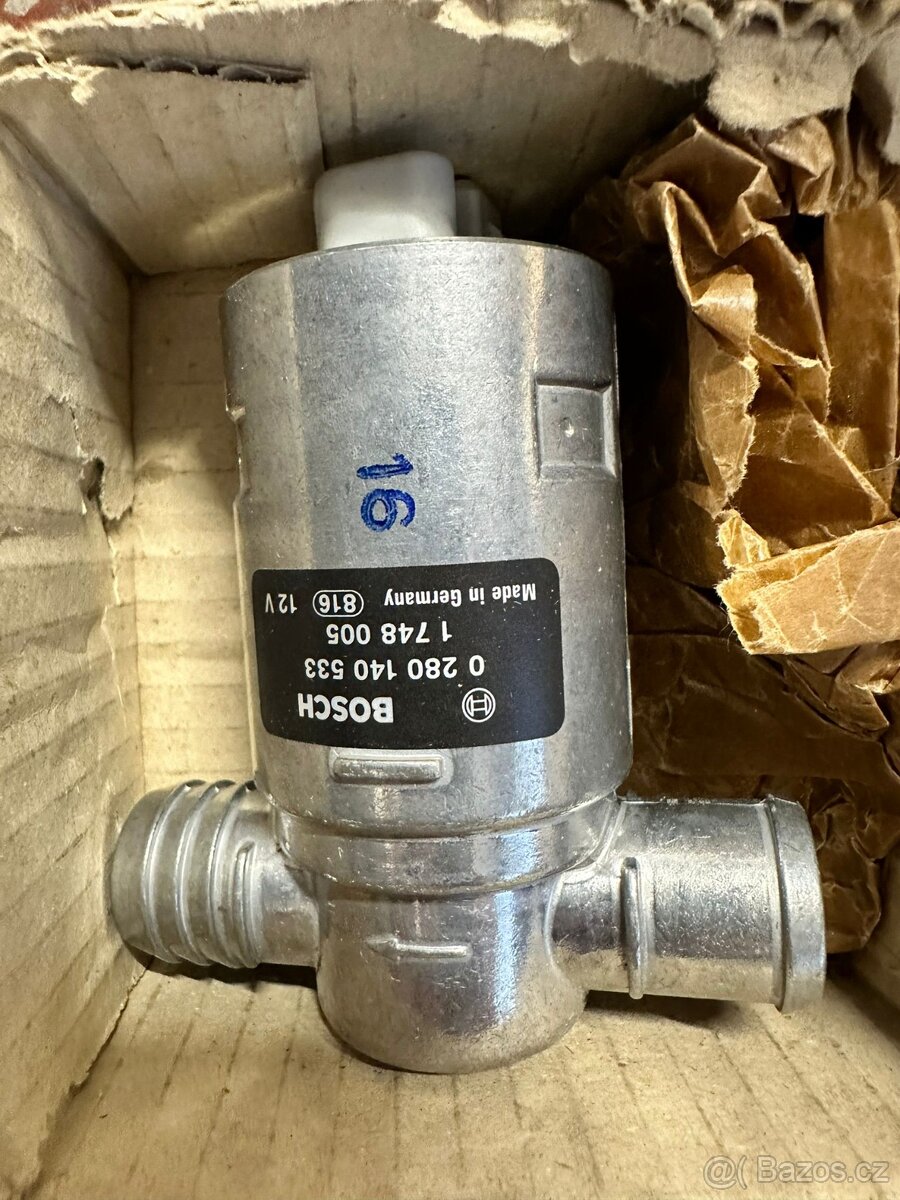 BOSCH
0 280 140 533
1 748 005
Made in Germany 816 12 V
16
@( Bazos.cz